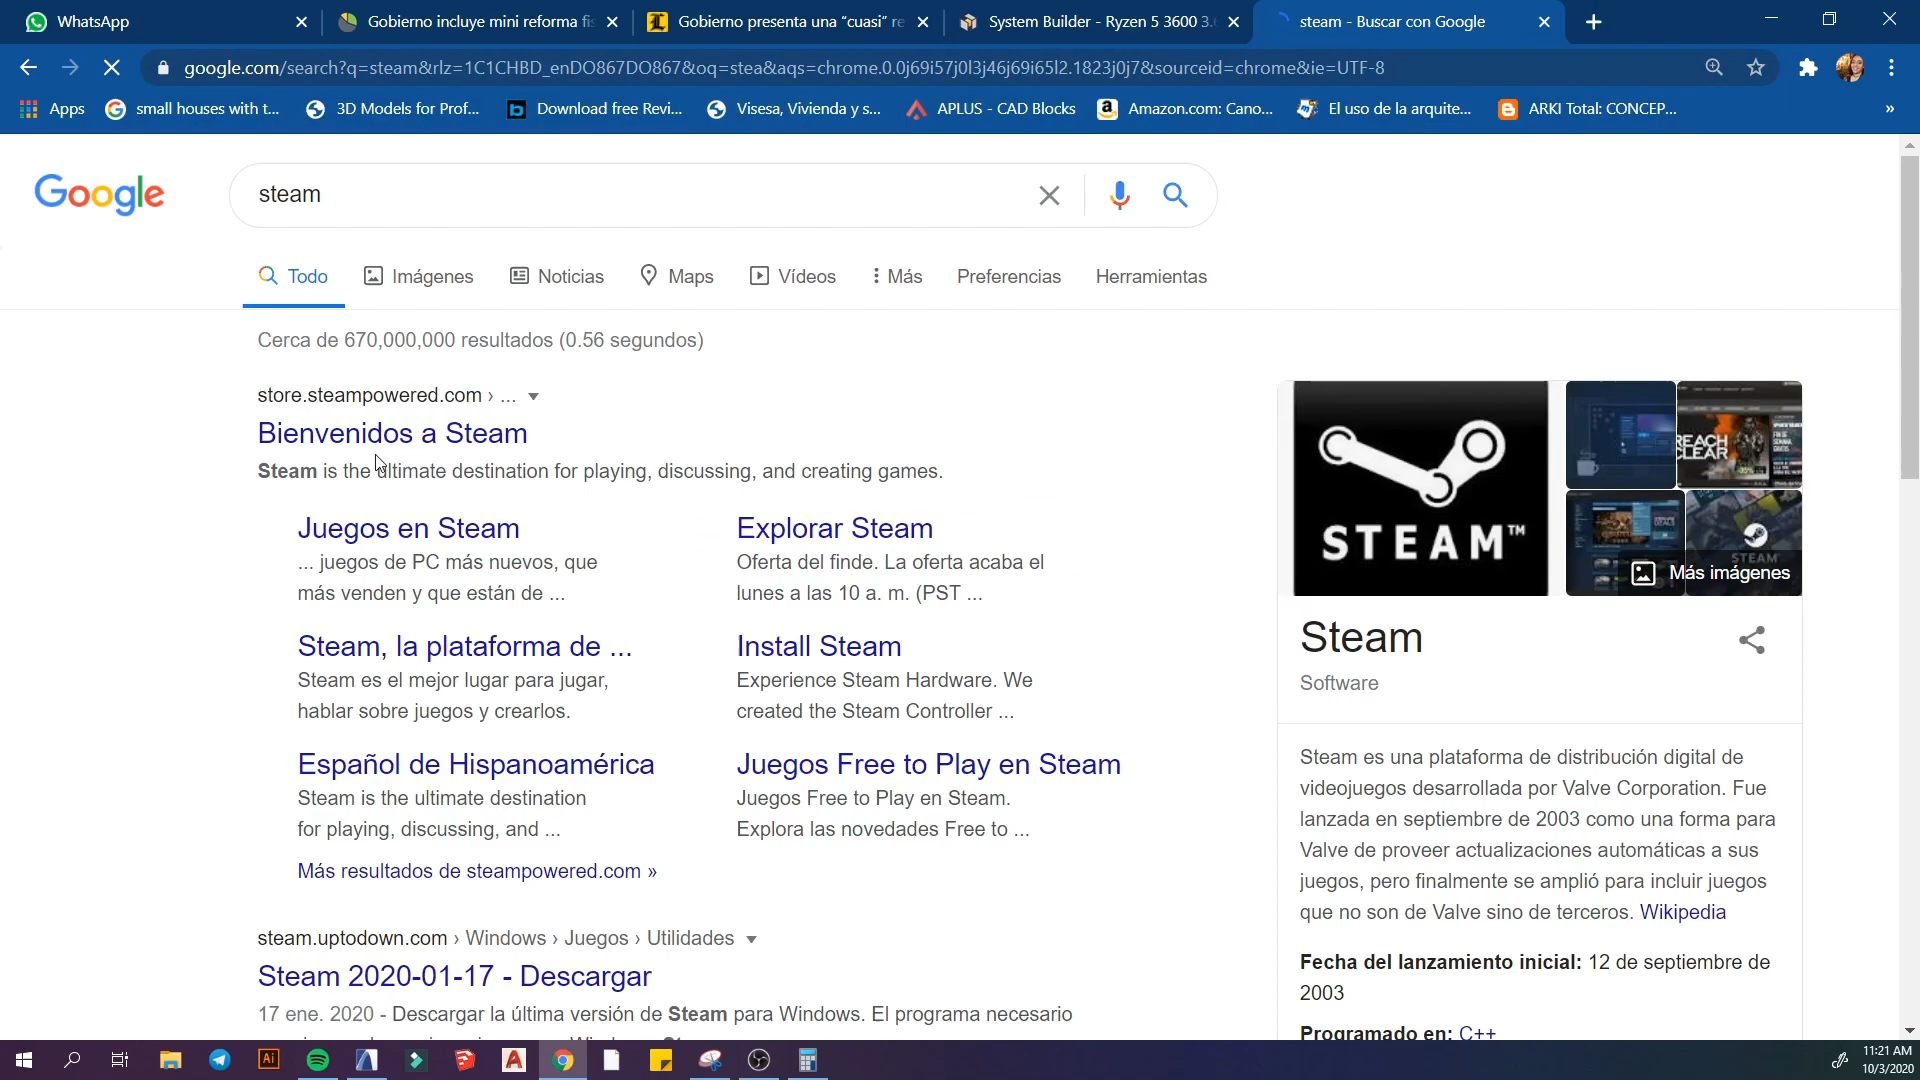 WhatsApp
Gobierno incluye mini reforma fis
Gobierno presenta una "cuasi" re
System Builder - Ryzen 5 3600 3.
steam - Buscar con Google
google.com/search?q=steam&rlz=1C1CHBD_enDO867DO867&oq=stea&aqs=chrome.0.0j69i57j0l3j46j69i65l2.1823j0j7&sourceid=chrome&ie=UTF-8
Apps
small houses with t...
3D Models for Prof...
Download free Revi...
Visesa, Vivienda y s...
APLUS - CAD Blocks
Amazon.com: Cano...
El uso de la arquite...
ARKI Total: CONCEP...
»
Google
steam
Todo
Imágenes
Noticias
Maps
Vídeos
Más
Preferencias
Herramientas
Cerca de 670,000,000 resultados (0.56 segundos)
store.steampowered.com › ...
Bienvenidos a Steam
Steam is the ultimate destination for playing, discussing, and creating games.
Juegos en Steam
... juegos de PC más nuevos, que
más venden y que están de ...
Explorar Steam
Oferta del finde. La oferta acaba el
lunes a las 10 a. m. (PST ...
Steam, la plataforma de ...
Steam es el mejor lugar para jugar,
hablar sobre juegos y crearlos.
Install Steam
Experience Steam Hardware. We
created the Steam Controller ...
Español de Hispanoamérica
Steam is the ultimate destination
for playing, discussing, and ...
Juegos Free to Play en Steam
Juegos Free to Play en Steam.
Explora las novedades Free to ...
Más resultados de steampowered.com »
steam.uptodown.com › Windows › Juegos › Utilidades
Steam 2020-01-17 - Descargar
17 ene. 2020 - Descargar la última versión de Steam para Windows. El programa necesario
STEAM™
REACH
CLEAR
STEAM
Más imágenes
Steam
Software
Steam es una plataforma de distribución digital de
videojuegos desarrollada por Valve Corporation. Fue
lanzada en septiembre de 2003 como una forma para
Valve de proveer actualizaciones automáticas a sus
juegos, pero finalmente se amplió para incluir juegos
que no son de Valve sino de terceros. Wikipedia
Fecha del lanzamiento inicial: 12 de septiembre de
2003
Programado en: C++
Ai
A
11:21 AM
10/3/2020